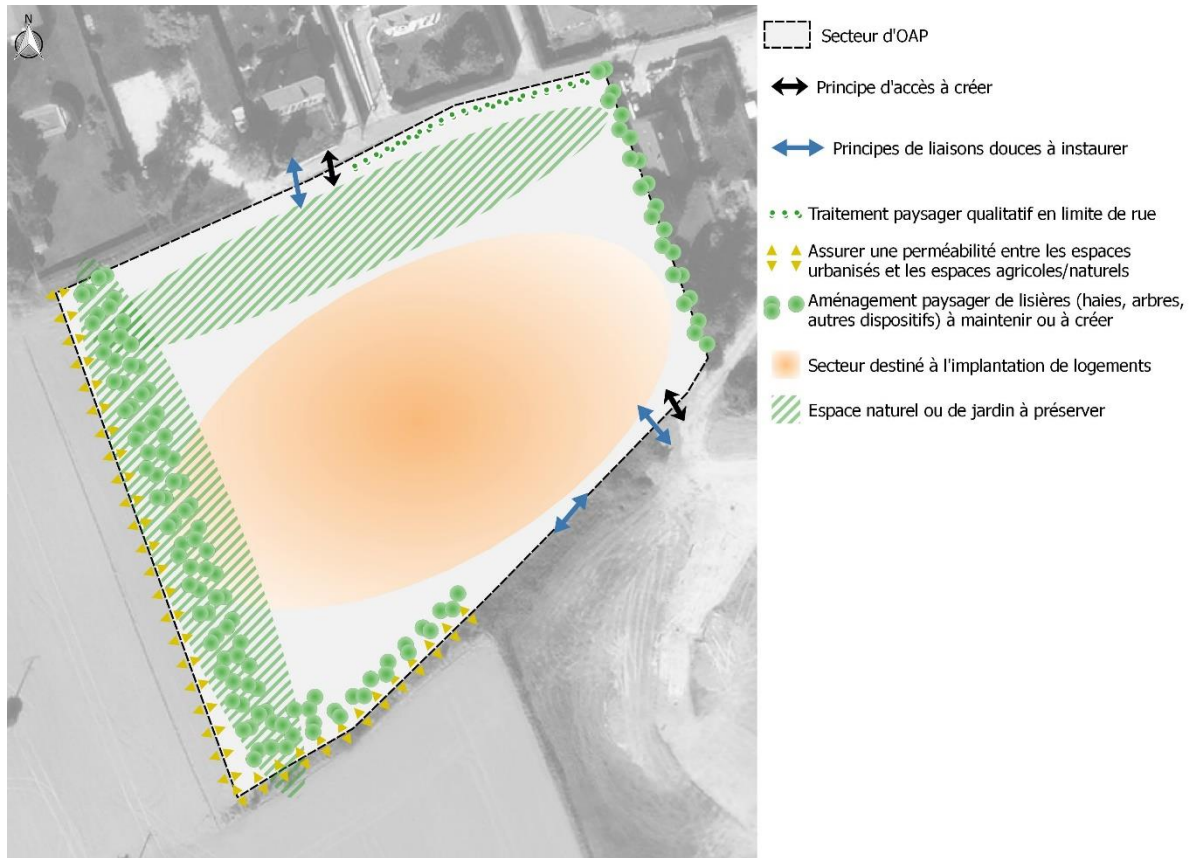 N
Secteur d'OAP
Principe d'accès à créer
Principes de liaisons douces à instaurer
Traitement paysager qualitatif en limite de rue
Assurer une perméabilité entre les espaces
urbanisés et les espaces agricoles/naturels
Aménagement paysager de lisières (haies, arbres,
autres dispositifs) à maintenir ou à créer
Secteur destiné à l'implantation de logements
Espace naturel ou de jardin à préserver